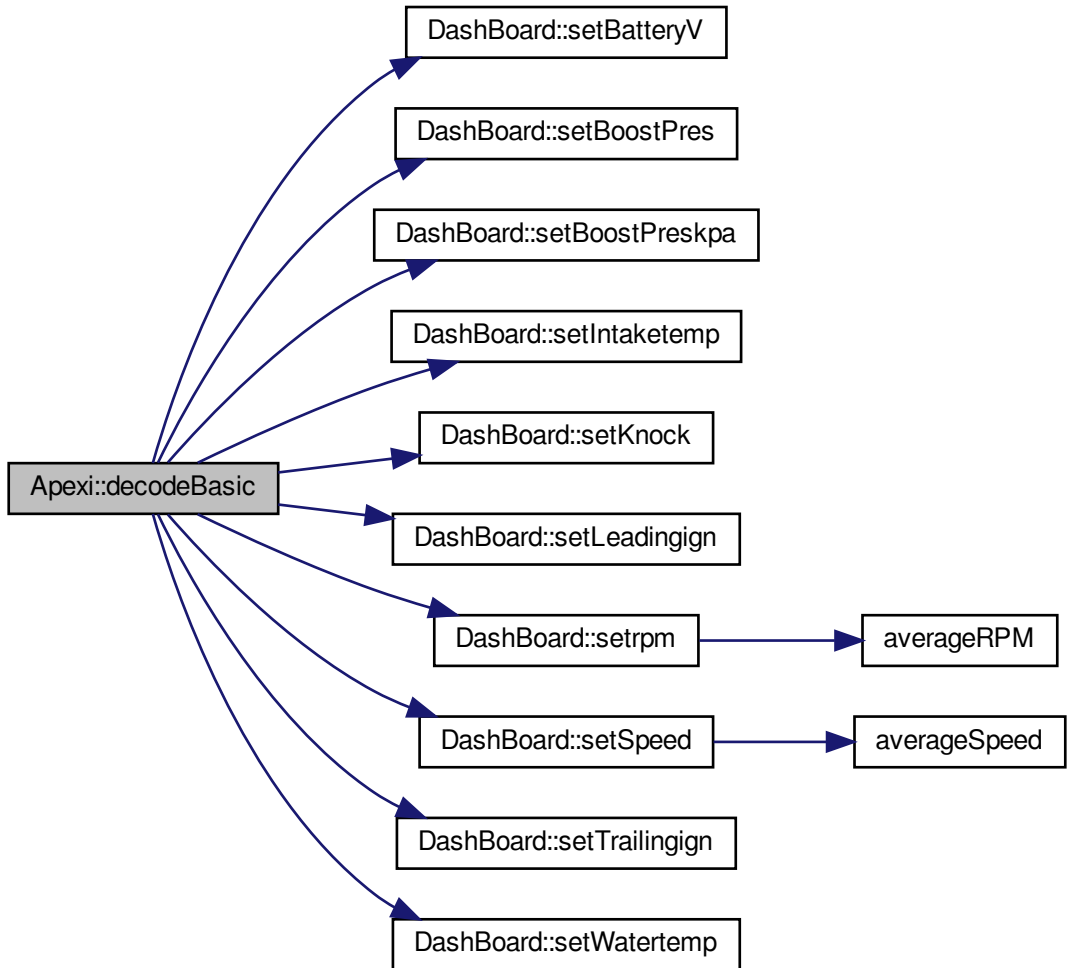 DashBoard::setBatteryV
DashBoard::setBoostPres
DashBoard::setBoostPreskpa
DashBoard::setIntaketemp
DashBoard::setKnock
Apexi::decodeBasic
DashBoard::setLeadingign
DashBoard::setrpm
averageRPM
DashBoard::setSpeed
averageSpeed
DashBoard::setTrailingign
DashBoard::setWatertemp